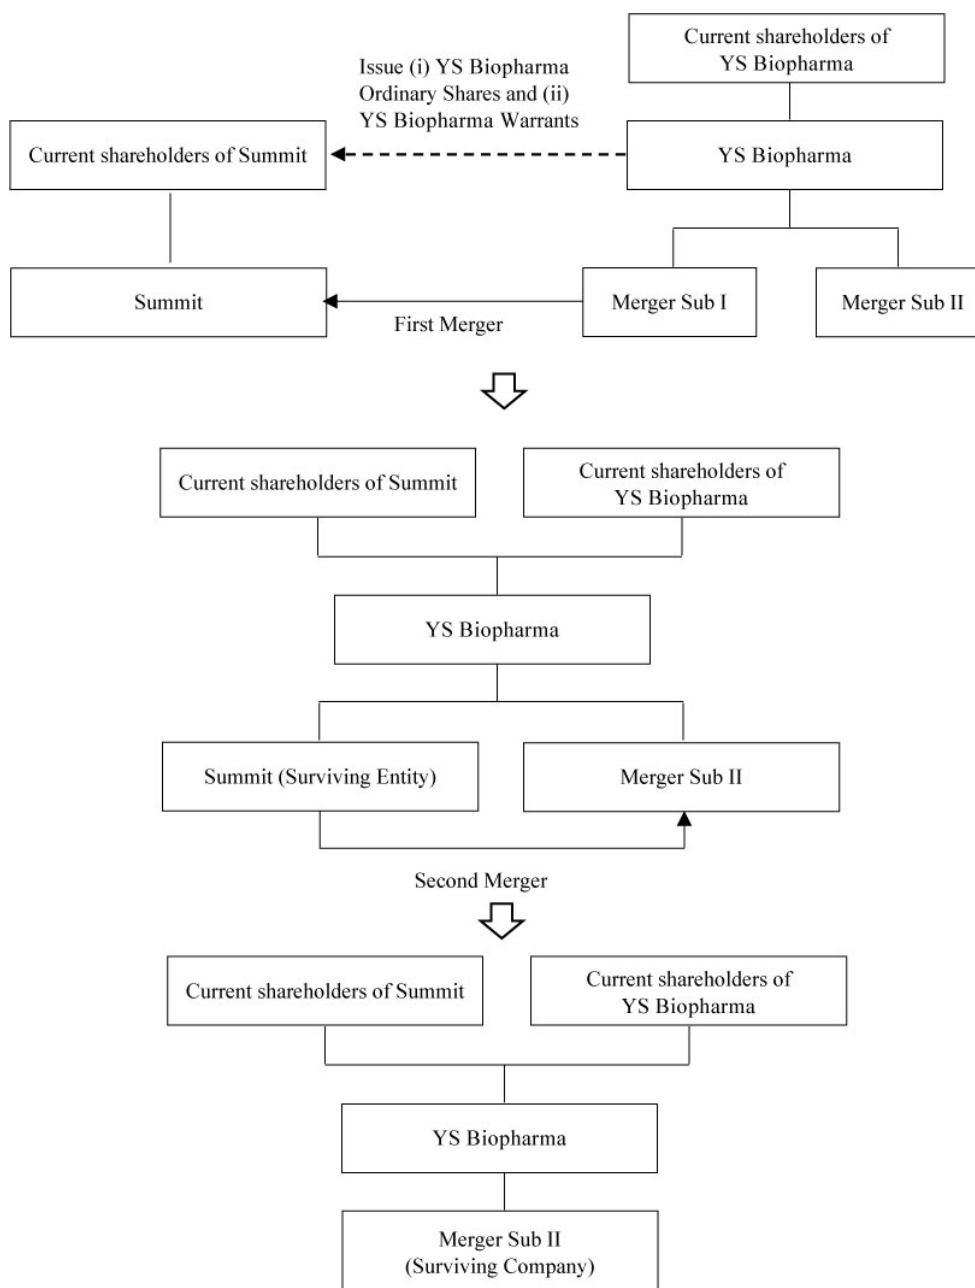 Current shareholders of
YS Biopharma
Issue (i) YS Biopharma
Ordinary Shares and (ii)
YS Biopharma Warrants
Current shareholders of Summit
YS Biopharma
Summit
Merger Sub I
Merger Sub II
First Merger
Current shareholders of Summit
Current shareholders of
YS Biopharma
YS Biopharma
Summit (Surviving Entity)
Merger Sub II
Second Merger
Current shareholders of Summit
Current shareholders of
YS Biopharma
YS Biopharma
Merger Sub II
(Surviving Company)